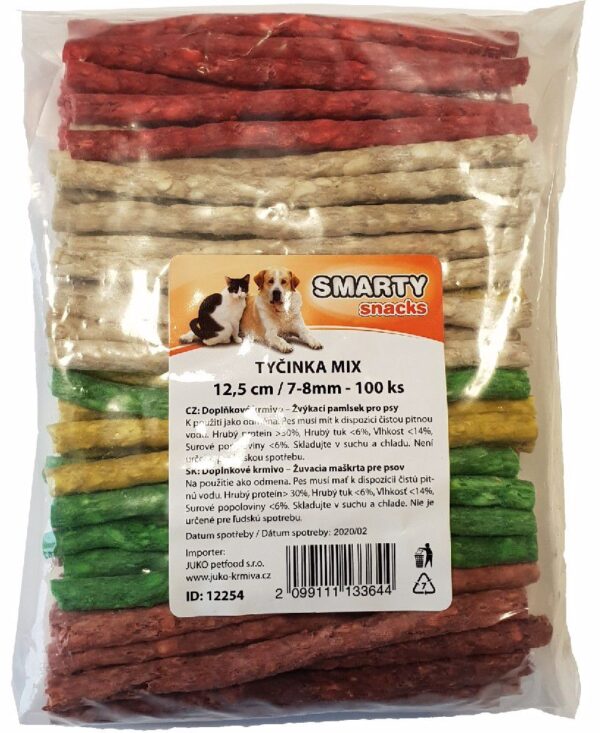 SMARTY
snacks
TYČINKA MIX
12,5 cm / 7-8mm - 100 ks
CZ: Doplňkové krmivo – Žvýkací pamlsek pro psy
K použití jako odměna. Pes musí mít k dispozici čistou pitnou
vodu. Hrubý protein >30%, Hrubý tuk <6%, Vlhkost <14%,
Surové popoloviny <6%. Skladujte v suchu a chladu. Není
určeno pro lidskou spotřebu.
SK: Doplnkové krmivo – Žuvacia maškrta pre psov
Na použitie ako odmena. Pes musí mať k dispozícii čistú pit-
nú vodu. Hrubý protein> 30%, Hrubý tuk <6%, Vlhkosť <14%,
Surové popoloviny <6%. Skladujte v suchu a chlade. Nie je
určené pre ľudskú spotrebu.
Datum spotřeby / Dátum spotreby: 2020/02
Importer:
JUKO petfood s.r.o.
www.juko-krmiva.cz
ID: 12254
2 099111 133644
7